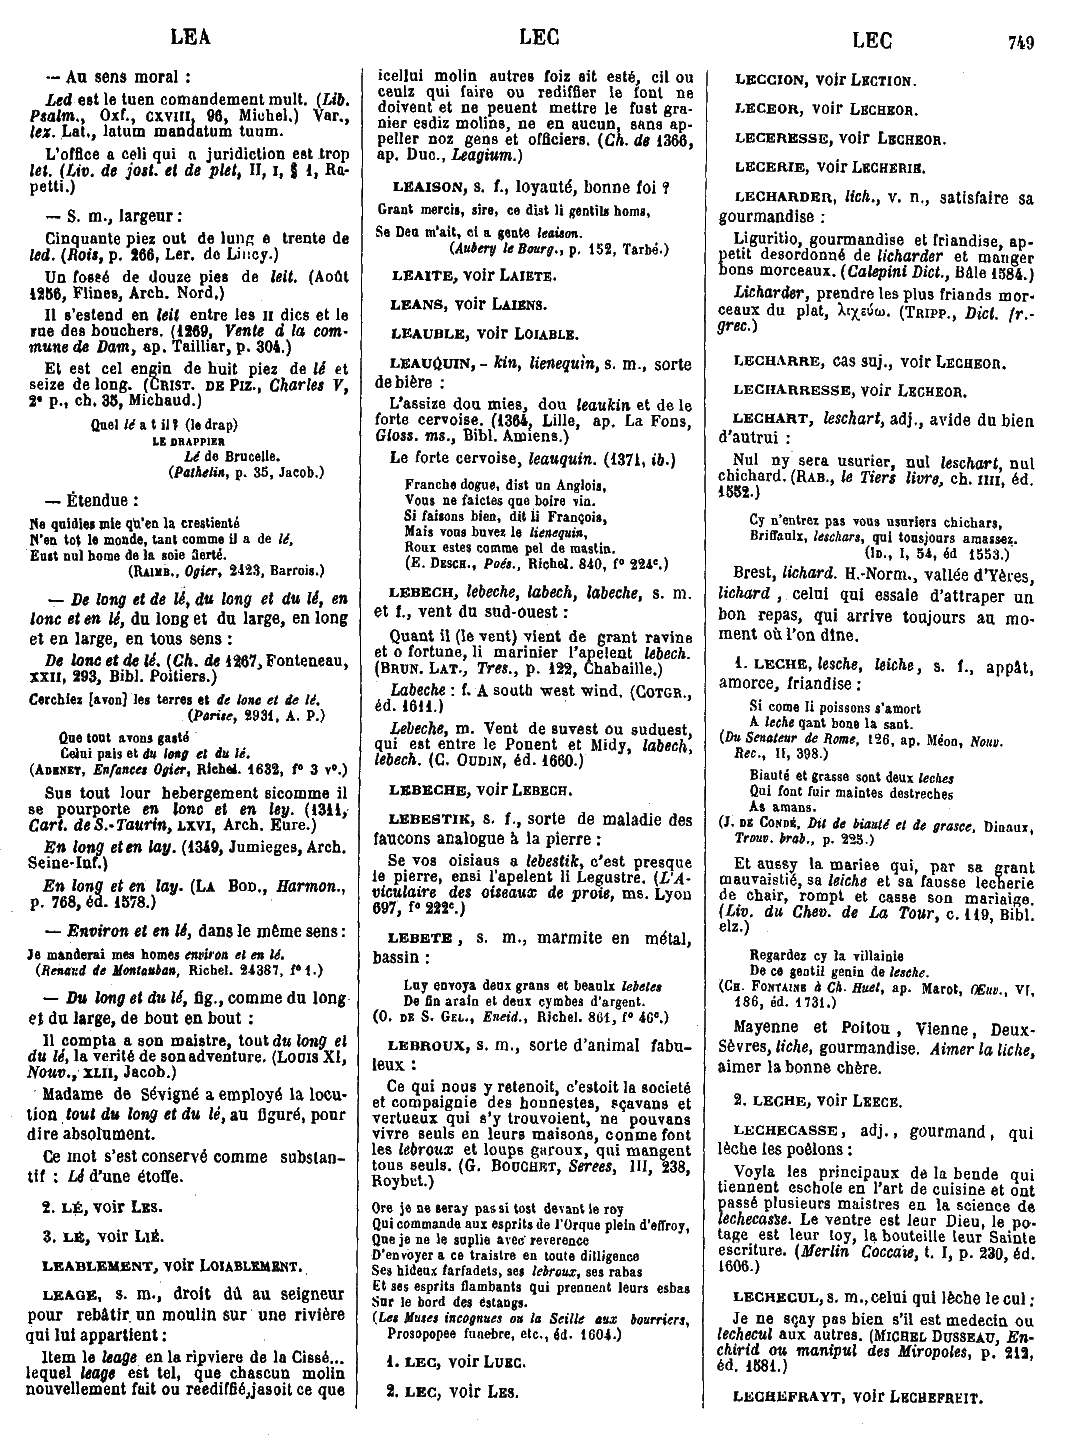 LEA
LEC
LEC
749
— Au sens moral :
Led est le tuen comandement mult. (Lib.
Psalm., Oxf., CXVIII, 96, Michel.) Var.,
lez. Lat., latum mandatum tuum.
L'office a celi qui a juridiction est trop
let. (Liv. de jost. et de plet, II, I, § 1, Ra-
petti.)
— S. m., largeur :
Cinquante piez out de lung e trente de
led. (Rois, p. 266, Ler. de Lincy.)
Un fossé de douze pies de leit. (Août
1256, Flines, Arch. Nord.)
Il s'estend en leit entre les II dics et le
rue des bouchers. (1269, Vente à la com-
mune de Dam, ap. Tailliar, p. 304.)
Et est cel engin de huit piez de lé et
seize de long. (CRIST. DE PIZ., Charles V,
2e p., ch. 35, Michaud.)
Quel lé a t il ? (le drap)
LE DRAPPIER
Lé de Brucelle.
(Pathelin, p. 35, Jacob.)
— Étendue :
Ne quidies mie qu'en la crestienté
N'en tot le monde, tant comme il a de lé,
Eust nul home de la soie fierté.
(RAIMB., Ogier, 2423, Barrois.)
— De long et de lé, du long et du lé, en
lonc et en lé, du long et du large, en long
et en large, en tous sens :
De lonc et de lé. (Ch. de 1267, Fonteneau,
XXII, 293, Bibl. Poitiers.)
Cerchiez [avon] les terres et de lonc et de lé.
(Parise, 2931, A. P.)
Que tout avons gasté
Celui pais et du long et du lé.
(ADENET, Enfances Ogier, Richel. 1632, f° 3 v°.)
Sus tout lour hebergement sicomme il
se pourporte en lonc et en ley. (1311,
Cart. de S.-Taurin, LXVI, Arch. Eure.)
En long et en lay. (1349, Jumieges, Arch.
Seine-Inf.)
En long et en lay. (LA BOD., Harmon.,
p. 768, éd. 1578.)
— Environ et en lé, dans le même sens :
Je manderai mes homes environ et en lé.
(Renaud de Montauban, Richel. 24387, f° 1.)
— Du long et du lé, fig., comme du long
et du large, de bout en bout :
Il compta a son maistre, tout du long et
du lé, la verité de son adventure. (LOUIS XI,
Nouv., XLII, Jacob.)
Madame de Sévigné a employé la locu-
tion tout du long et du lé, au figuré, pour
dire absolument.
Ce mot s'est conservé comme substan-
tif : Lé d'une étoffe.
2. LÉ, voir LES.
3. LÉ, voir LIÉ.
LEABLEMENT, voir LOIABLEMENT.
LEAGE, s. m., droit dû au seigneur
pour rebâtir un moulin sur une rivière
qui lui appartient :
Item le leage en la ripviere de la Cissé...
lequel leage est tel, que chascun molin
nouvellement fait ou reediffié, jasoit ce que
icellui molin autres foiz ait esté, cil ou
ceulz qui faire ou rediffier le font ne
doivent et ne peuent mettre le fust gra-
nier esdiz molins, ne en aucun, sans ap-
peller noz gens et officiers. (Ch. de 1366,
ap. Duc., Leagium.)
LEAISON, s. f., loyauté, bonne foi ?
Grant mercis, sire, ce dist li gentils homs,
Se Deu m'ait, ci a gente leaison.
(Aubery le Bourg., p. 152, Tarbé.)
LEAITE, voir LAIETE.
LEANS, voir LAIENS.
LEAUBLE, voir LOIABLE.
LEAUQUIN, - kin, lienequin, s. m., sorte
de bière :
L'assize dou mies, dou leaukin et de le
forte cervoise. (1364, Lille, ap. La Fons,
Gloss. ms., Bibl. Amiens.)
Le forte cervoise, leauquin. (1371, ib.)
Franche dogue, dist un Anglois,
Vous ne faictes que boire vin.
Si faisons bien, dit li François,
Mais vous buvez le lienequin,
Roux estes comme pel de mastin.
(E. DESCH., Poés., Richel. 840, f° 224c.)
LEBECH, lebeche, labech, labeche, s. m.
et f., vent du sud-ouest :
Quant il (le vent) vient de grant ravine
et o fortune, li marinier l'apelent lebech.
(BRUN. LAT., Tres., p. 122, Chabaille.)
Labeche : f. A south west wind. (COTGR.,
éd. 1611.)
Lebeche, m. Vent de suvest ou suduest,
qui est entre le Ponent et Midy, labech,
lebech. (C. OUDIN, éd. 1660.)
LEBECHE, voir LEBECH.
LEBESTIK, s. f., sorte de maladie des
faucons analogue à la pierre :
Se vos oisiaus a lebestik, c'est presque
le pierre, ensi l'apelent li Legustre. (L'A-
viculaire des oiseaux de proie, ms. Lyon
697, f° 222c.)
LEBETE, s. m., marmite en métal,
bassin :
Luy envoya deux grans et beaulx lebetes
De fin arain et deux cymbes d'argent.
(O. DE S. GEL., Eneid., Richel. 861, f° 46c.)
LEBROUX, s. m., sorte d'animal fabu-
leux :
Ce qui nous y retenoit, c'estoit la societé
et compaignie des honnestes, sçavans et
vertueux qui s'y trouvoient, ne pouvans
vivre seuls en leurs maisons, conme font
les lebroux et loups garoux, qui mangent
tous seuls. (G. BOUCHET, Serees, III, 238,
Roybet.)
Ore je ne seray pas si tost devant le roy
Qui commande aux esprits de l'Orque plein d'effroy,
Que je ne le suplie avec reverence
D'envoyer a ce traistre en toute dilligence
Ses hideux farfadets, ses lebroux, ses rabas
Et ses esprits flambants qui prennent leurs esbas
Sur le bord des estangs.
(Les Muses incognues ou la Seille aux bourriers,
Prosopopee funebre, etc., éd. 1604.)
1. LEC, voir LUEC.
2. LEC, voir LES.
LECCION, voir LECTION.
LECEOR, voir LECHEOR.
LECERESSE, voir LECHEOR.
LECERIE, voir LECHERIE.
LECHARDER, lich., v. n., satisfaire sa
gourmandise :
Liguritio, gourmandise et friandise, ap-
petit desordonné de licharder et manger
bons morceaux. (Calepini Dict., Bâle 1584.)
Licharder, prendre les plus friands mor-
ceaux du plat, λιχεύω. (TRIPP., Dict. fr.-
grec.)
LECHARRE, cas suj., voir LECHEOR.
LECHARRESSE, voir LECHEOR.
LECHART, leschart, adj., avide du bien
d'autrui :
Nul ny sera usurier, nul leschart, nul
chichard. (RAB., le Tiers livre, ch. IIII, éd.
1552.)
Cy n'entrez pas vous usuriers chichars,
Briffaulx, leschars, qui tousjours amassez.
(ID., I, 54, éd 1553.)
Brest, lichard. H.-Norm., vallée d'Yères,
lichard, celui qui essaie d'attraper un
bon repas, qui arrive toujours au mo-
ment où l'on dîne.
1. LECHE, lesche, leiche, s. f., appât,
amorce, friandise :
Si come li poissons s'amort
A leche qant bone la sant.
(Du Senateur de Rome, 126, ap. Méon, Nouv.
Rec., II, 398.)
Biauté et grasse sont deux leches
Qui font fuir maintes destreches
As amans.
(J. DE CONDÉ, Dit de biauté et de grasce, Dinaux,
Trouv. brab., p. 225.)
Et aussy la mariee qui, par sa grant
mauvaistié, sa leiche et sa fausse lecherie
de chair, rompt et casse son mariaige.
(Liv. du Chev. de La Tour, c. 119, Bibl.
elz.)
Regardez cy la villainie
De ce gentil genin de lesche.
(CH. FONTAINE à Ch. Huet, ap. Marot, Œuv., VI,
186, éd. 1731.)
Mayenne et Poitou, Vienne, Deux-
Sèvres, liche, gourmandise. Aimer la liche,
aimer la bonne chère.
2. LECHE, voir LEECE.
LECHECASSE, adj., gourmand, qui
lèche les poêlons :
Voyla les principaux de la bende qui
tiennent eschole en l'art de cuisine et ont
passé plusieurs maistres en la science de
lechecasse. Le ventre est leur Dieu, le po-
tage est leur loy, la bouteille leur Sainte
escriture. (Merlin Coccaie, t. I, p. 230, éd.
1606.)
LECHECUL, s. m., celui qui lèche le cul :
Je ne sçay pas bien s'il est medecin ou
lechecul aux autres. (MICHEL DUSSEAU, En-
chirid ou manipul des Miropoles, p. 212,
éd. 1581.)
LECHEFRAYT, voir LECHEFREIT.